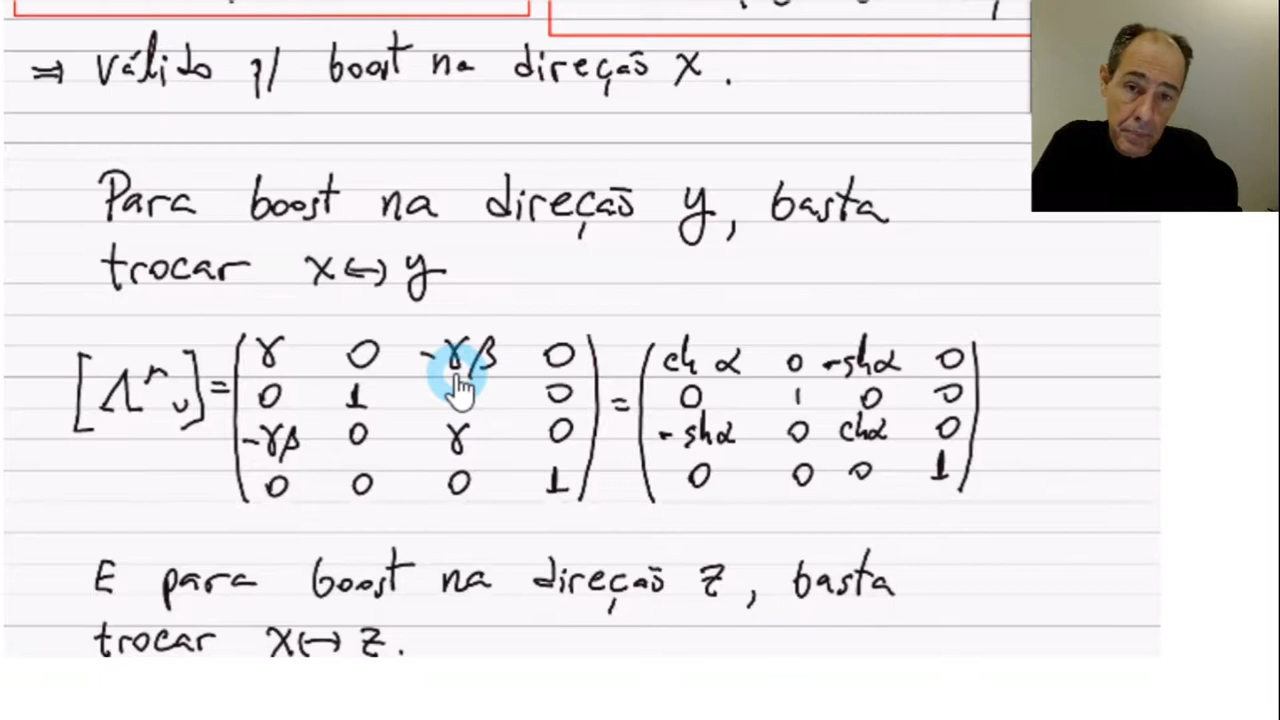 ⇒ válido p/ boost na direção x.
Para boost na direção y, basta
trocar x↔y
[Λ^μ_ν] = (γ 0 -γβ 0 = (ch α 0 -shα 0
0 1 0 0 1 0 0
-γβ 0 γ 0 -shα 0 chα 0
0 0 0 1) 0 0 0 1)
E para boost na direção z, basta
trocar x↔z.